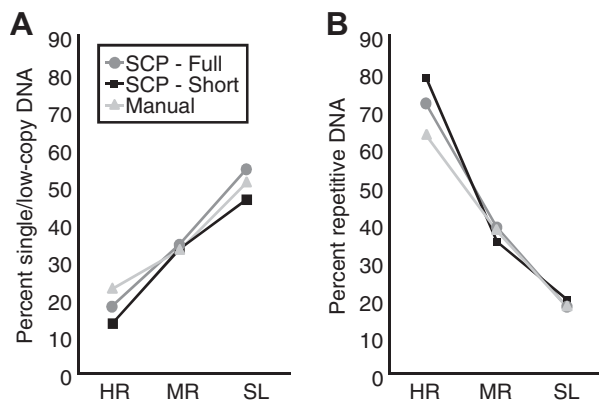 A
B
Percent single/low-copy DNA
90
80
70
60
50
40
30
20
10
0
SCP - Full
SCP - Short
Manual
HR MR SL
Percent repetitive DNA
90
80
70
60
50
40
30
20
10
0
HR MR SL